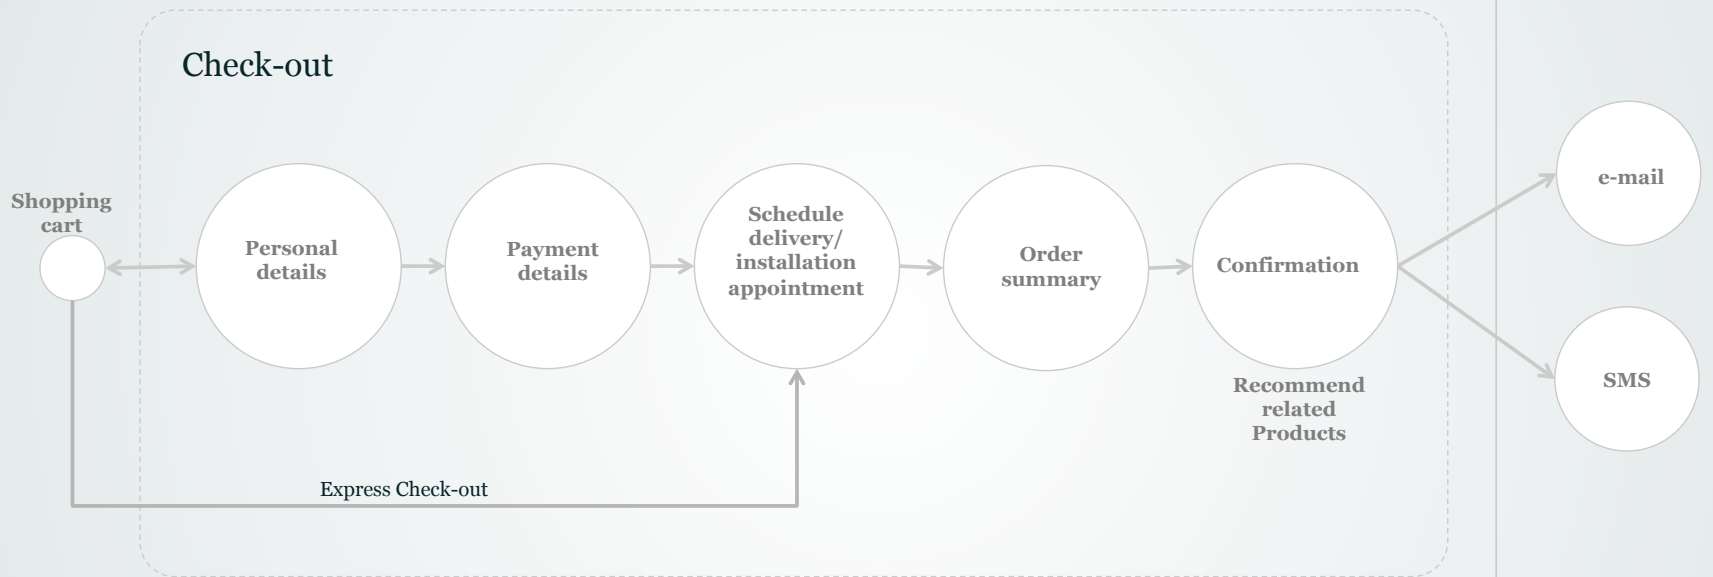 Check-out
Shopping
cart
Personal
details
Payment
details
Schedule
delivery/
installation
appointment
Order
summary
Confirmation
Recommend
related
Products
e-mail
SMS
Express Check-out